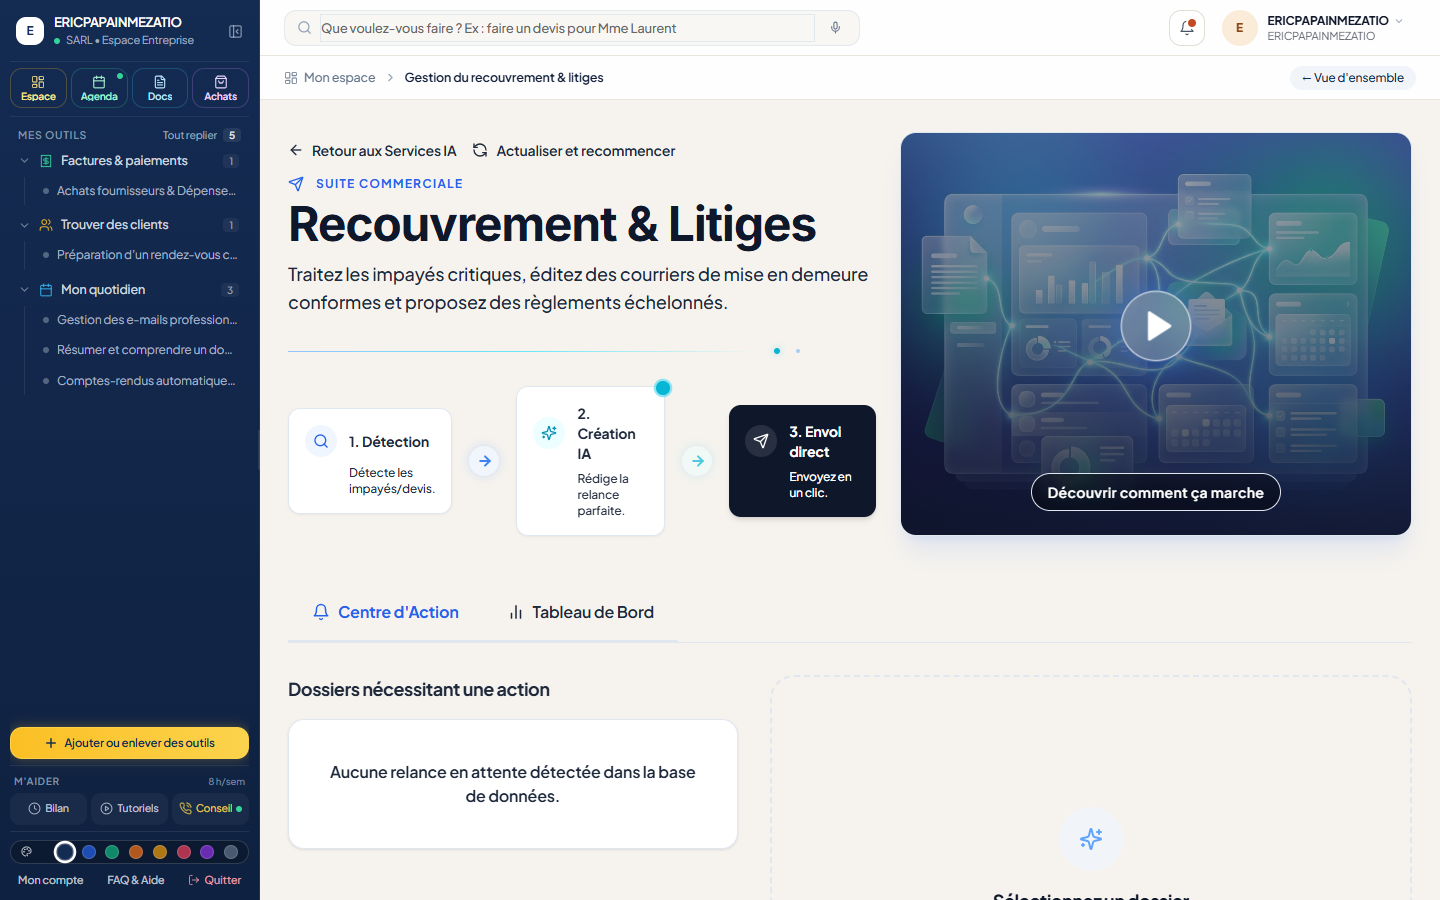 E
ERICPAPAINMEZATIO
SARL • Espace Entreprise
Espace
Agenda
Docs
Achats
MES OUTILS
Tout replier 5
Factures & paiements 1
Achats fournisseurs & Dépense...
Trouver des clients 1
Préparation d'un rendez-vous c...
Mon quotidien 3
Gestion des e-mails profession...
Résumer et comprendre un do...
Comptes-rendus automatique...
+ Ajouter ou enlever des outils
M'AIDER
8 h/sem
Bilan
Tutoriels
Conseil
Mon compte
FAQ & Aide
Quitter
Que voulez-vous faire ? Ex : faire un devis pour Mme Laurent
E
ERICPAPAINMEZATIO
ERICPAPAINMEZATIO
Mon espace > Gestion du recouvrement & litiges
← Vue d'ensemble
← Retour aux Services IA
Actualiser et recommencer
SUITE COMMERCIALE
Recouvrement & Litiges
Traitez les impayés critiques, éditez des courriers de mise en demeure
conformes et proposez des règlements échelonnés.
1. Détection
Détecte les
impayés/devis.
2.
Création
IA
Rédige la
relance
parfaite.
3. Envoi
direct
Envoyez en
un clic.
Découvrir comment ça marche
Centre d'Action
Tableau de Bord
Dossiers nécessitant une action
Aucune relance en attente détectée dans la base
de données.
Sélectionnez un dossier